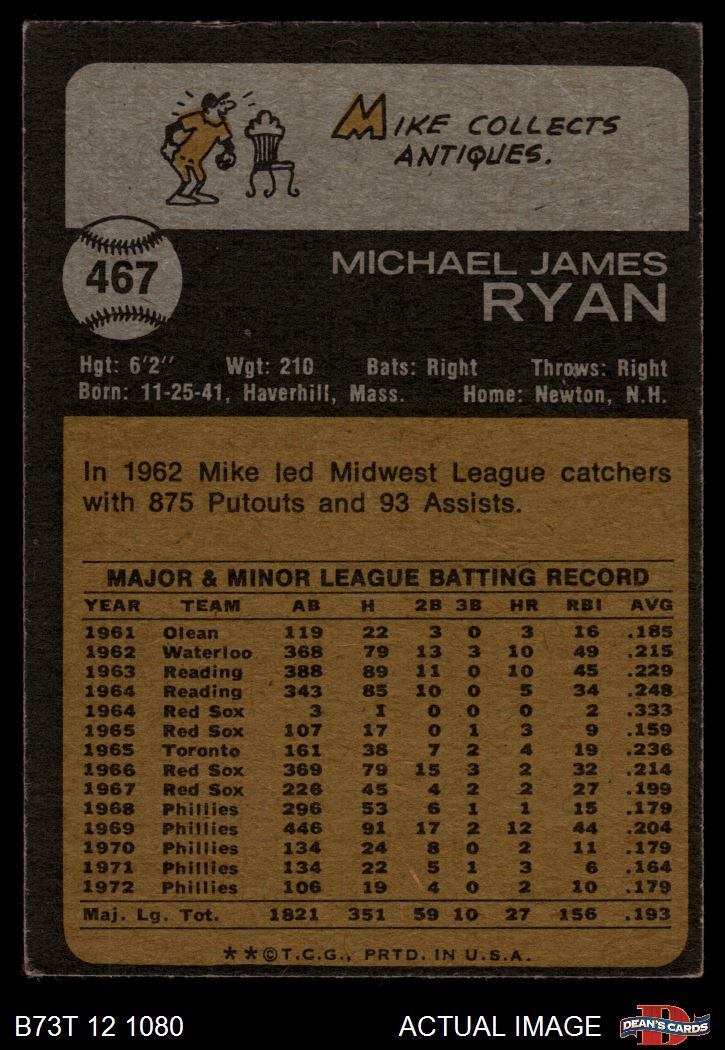 MIKE COLLECTS
ANTIQUES.
467
MICHAEL JAMES
RYAN
Hgt: 6'2" Wgt: 210 Bats: Right Throws: Right
Born: 11-25-41, Haverhill, Mass. Home: Newton, N.H.
In 1962 Mike led Midwest League catchers
with 875 Putouts and 93 Assists.
MAJOR & MINOR LEAGUE BATTING RECORD
YEAR TEAM AB H 2B 3B HR RBI AVG
1961 Olean 119 22 3 0 3 16 .185
1962 Waterloo 368 79 13 3 10 49 .215
1963 Reading 388 89 11 0 10 45 .229
1964 Reading 343 85 10 0 5 34 .248
1964 Red Sox 3 1 0 0 0 2 .333
1965 Red Sox 107 17 0 1 3 9 .159
1965 Toronto 161 38 7 2 4 19 .236
1966 Red Sox 369 79 15 3 2 32 .214
1967 Red Sox 226 45 4 2 2 27 .199
1968 Phillies 296 53 6 1 1 15 .179
1969 Phillies 446 91 17 2 12 44 .204
1970 Phillies 134 24 8 0 2 11 .179
1971 Phillies 134 22 5 1 3 6 .164
1972 Phillies 106 19 4 0 2 10 .179
Maj. Lg. Tot. 1821 351 59 10 27 156 .193
**©T.C.G., PRTD. IN U.S.A.
B73T 12 1080 ACTUAL IMAGE
D
DEAN'S CARDS